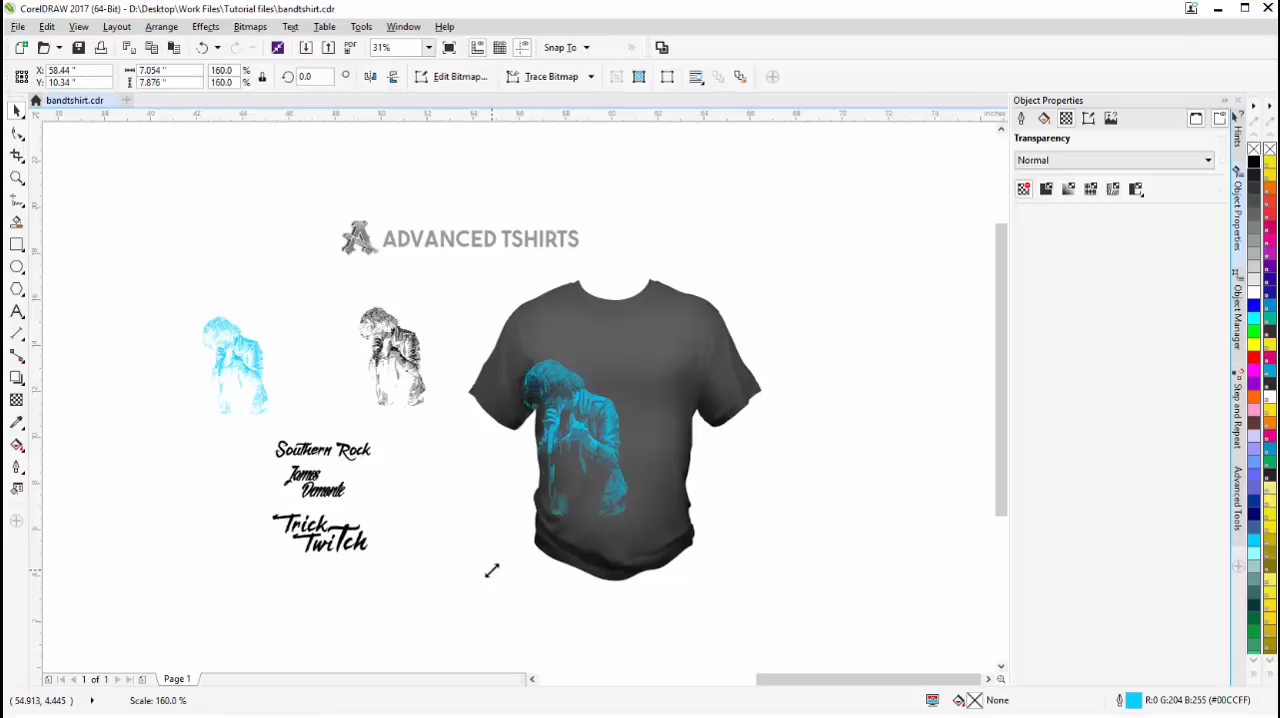 CorelDRAW 2017 (64-Bit) - D:\Desktop\Work Files\Tutorial files\bandtshirt.cdr
File Edit View Layout Arrange Effects Bitmaps Text Table Tools Window Help
PDF 31% Snap To
X: 58.44 " 7.054 " 160.0 % 0.0 Edit Bitmap... Trace Bitmap
Y: 10.34 " 7.876 " 160.0 %
bandtshirt.cdr
Object Properties
Transparency
Normal
inches
Hints
Object Properties
Object Manager
Step and Repeat
Advanced Tools
ADVANCED TSHIRTS
Southern Rock
James
Demonte
Trick
Twitch
1 of 1 Page 1
( 54.913, 4.445 ) Scale: 160.0 % None R:0 G:204 B:255 (#00CCFF)